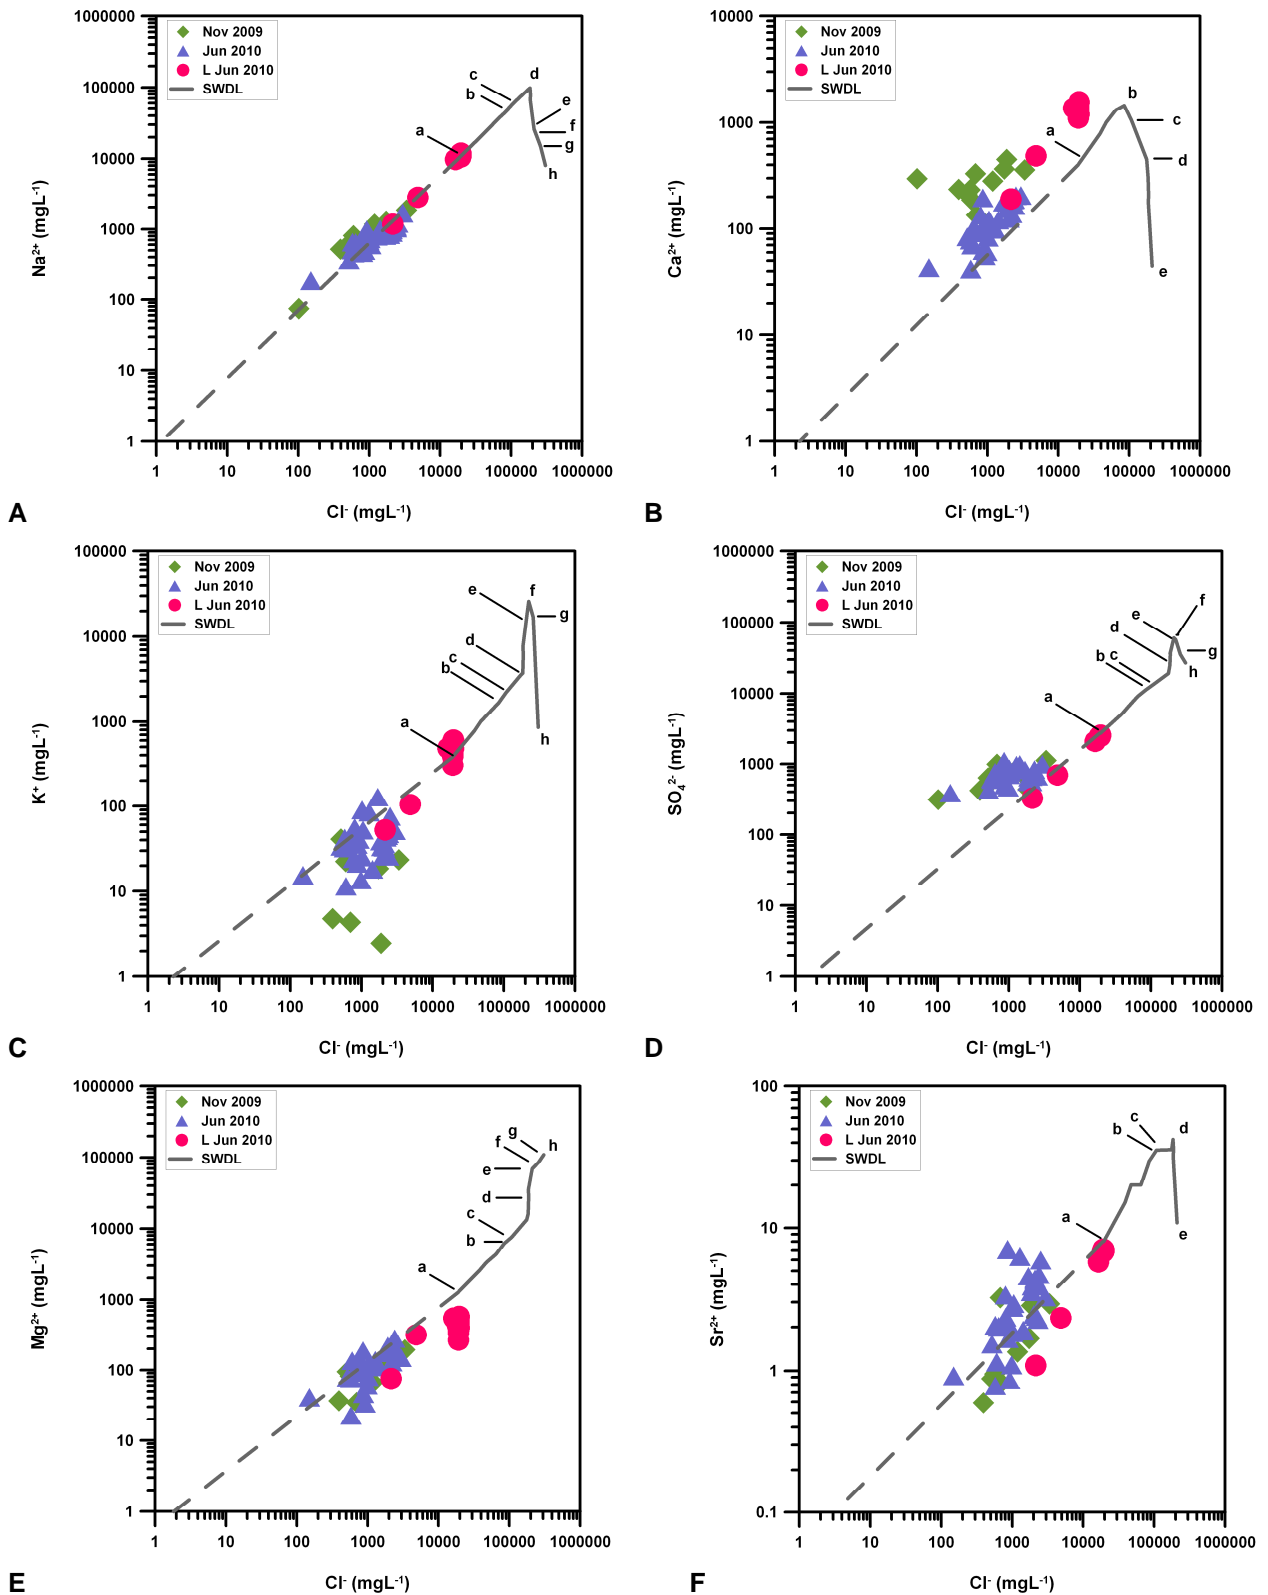 1000000
100000
10000
1000
100
10
1
Na²⁺ (mgL⁻¹)
Nov 2009
Jun 2010
L Jun 2010
SWDL
a
b
c
d
e
f
g
h
1 10 100 1000 10000 100000 1000000
Cl⁻ (mgL⁻¹)
A
10000
1000
100
10
1
Ca²⁺ (mgL⁻¹)
Nov 2009
Jun 2010
L Jun 2010
SWDL
a
b
c
d
e
1 10 100 1000 10000 100000 1000000
Cl⁻ (mgL⁻¹)
B
100000
10000
1000
100
10
1
K⁺ (mgL⁻¹)
Nov 2009
Jun 2010
L Jun 2010
SWDL
a
b
c
d
e
f
g
h
1 10 100 1000 10000 100000 1000000
Cl⁻ (mgL⁻¹)
C
1000000
100000
10000
1000
100
10
1
SO₄²⁻ (mgL⁻¹)
Nov 2009
Jun 2010
L Jun 2010
SWDL
a
b
c
d
e
f
g
h
1 10 100 1000 10000 100000 1000000
Cl⁻ (mgL⁻¹)
D
1000000
100000
10000
1000
100
10
1
Mg²⁺ (mgL⁻¹)
Nov 2009
Jun 2010
L Jun 2010
SWDL
a
b
c
d
e
f
g
h
1 10 100 1000 10000 100000 1000000
Cl⁻ (mgL⁻¹)
E
100
10
1
0.1
Sr²⁺ (mgL⁻¹)
Nov 2009
Jun 2010
L Jun 2010
SWDL
a
b
c
d
e
1 10 100 1000 10000 100000 1000000
Cl⁻ (mgL⁻¹)
F